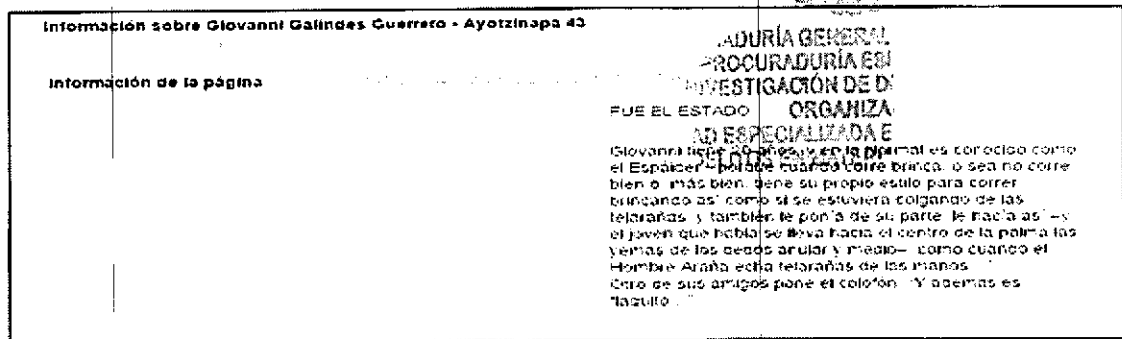 Información sobre Giovanni Galindes Guerrero - Ayotzinapa 43
ADURÍA GENERAL
PROCURADURÍA ES
Información de la página
INVESTIGACIÓN DE D
FUE EL ESTADO
ORGANIZA
AD ESPECIALIZADA E
Giovanni tiene 20 años y en la Normal es conocido como
el Espáicer –porque cuando corre brinca, o sea no corre
bien o, más bien, tiene su propio estilo para correr
brincando así como si se estuviera colgando de las
telarañas, y también le ponía de su parte, le hacía así –y
el joven que habla se lleva hacia el centro de la palma las
yemas de los dedos anular y medio– como cuando el
Hombre Araña echa telarañas de las manos
Otro de sus amigos pone el colofón "Y además es
flaquito..."